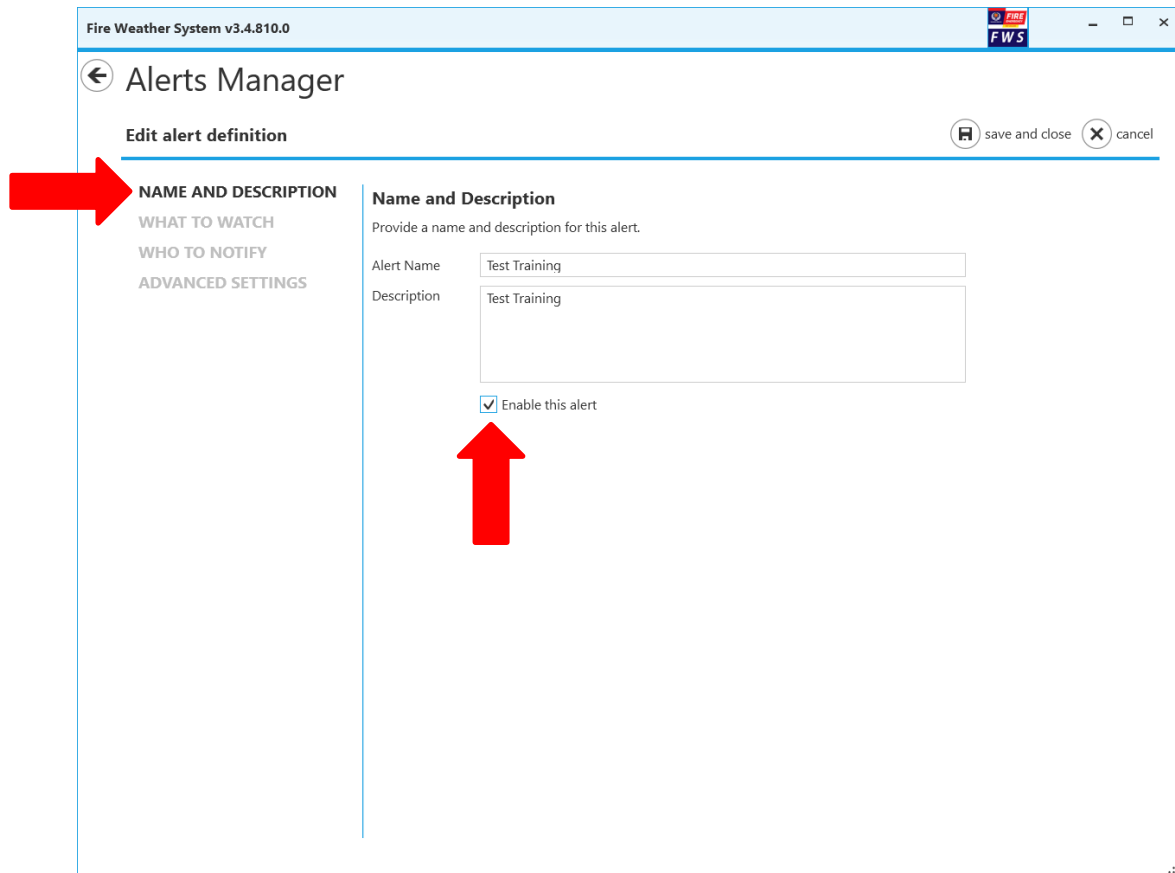 Fire Weather System v3.4.810.0
FIRE
FWS
Alerts Manager
Edit alert definition
save and close
cancel
NAME AND DESCRIPTION
WHAT TO WATCH
WHO TO NOTIFY
ADVANCED SETTINGS
Name and Description
Provide a name and description for this alert.
Alert Name
Test Training
Description
Test Training
Enable this alert